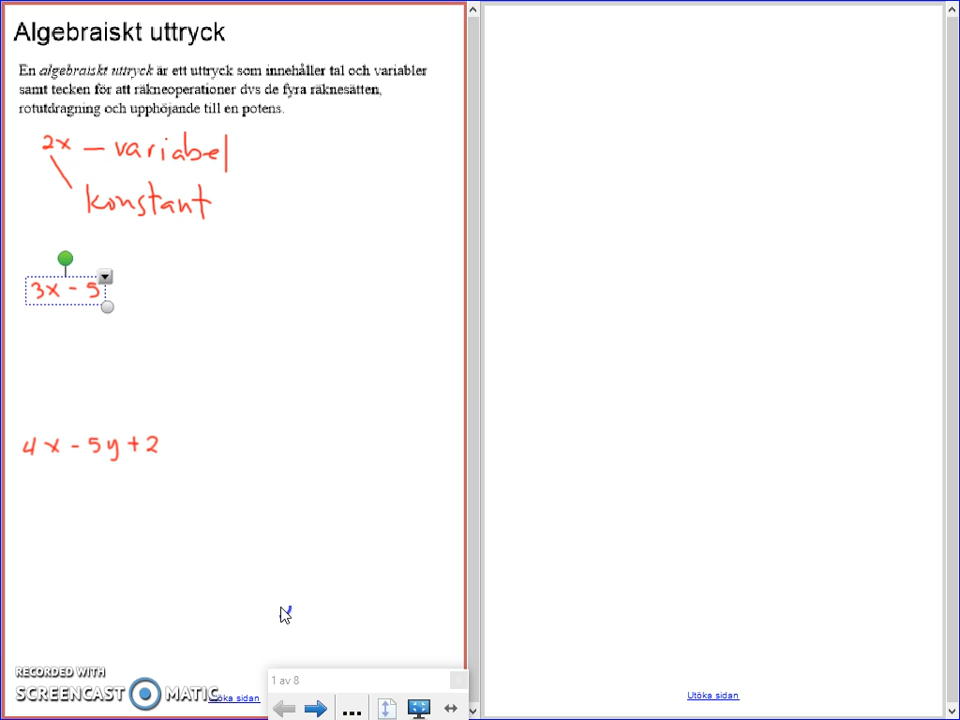 Algebraiskt uttryck
En algebraiskt uttryck är ett uttryck som innehåller tal och variabler
samt tecken för att räkneoperationer dvs de fyra räknesätten,
rotutdragning och upphöjande till en potens.
2x – variabel
konstant
3x - 5
4x - 5y + 2
RECORDED WITH
SCREENCAST MATIC
Utöka sidan
1 av 8
Utöka sidan